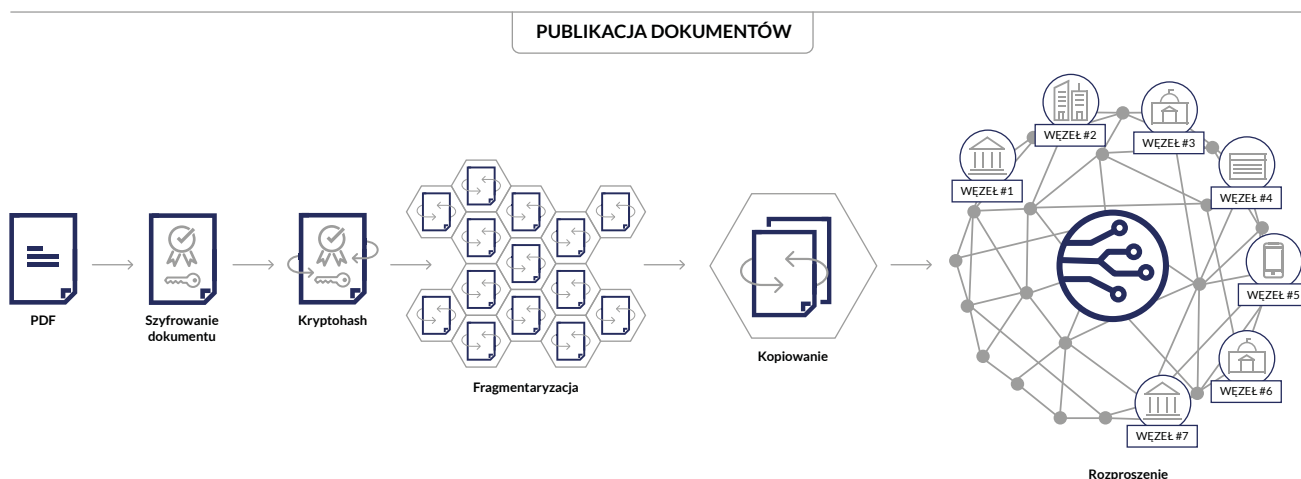 PUBLIKACJA DOKUMENTÓW
PDF
Szyfrowanie
dokumentu
Kryptohash
Fragmentaryzacja
Kopiowanie
WĘZEŁ #1
WĘZEŁ #2
WĘZEŁ #3
WĘZEŁ #4
WĘZEŁ #5
WĘZEŁ #6
WĘZEŁ #7
Rozproszenie